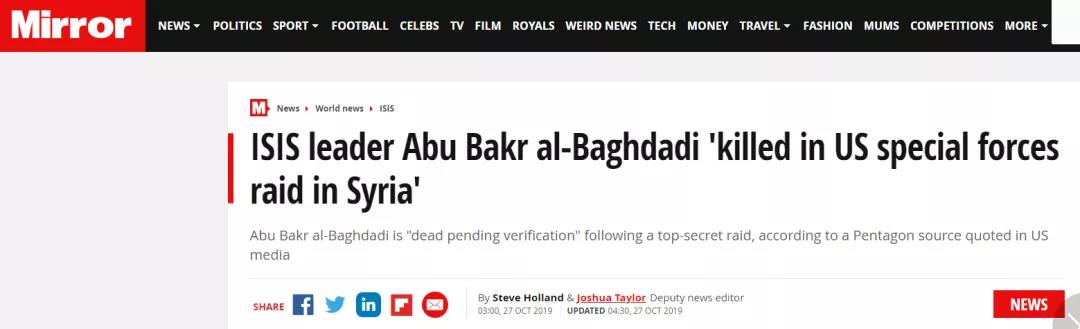 Mirror NEWS POLITICS SPORT FOOTBALL CELEBS TV FILM ROYALS WEIRD NEWS TECH MONEY TRAVEL FASHION MUMS COMPETITIONS MORE
M News World news ISIS
ISIS leader Abu Bakr al-Baghdadi 'killed in US special forces
raid in Syria'
Abu Bakr al-Baghdadi is "dead pending verification" following a top-secret raid, according to a Pentagon source quoted in US
media
SHARE By Steve Holland & Joshua Taylor Deputy news editor
03:00, 27 OCT 2019 UPDATED 04:30, 27 OCT 2019
NEWS